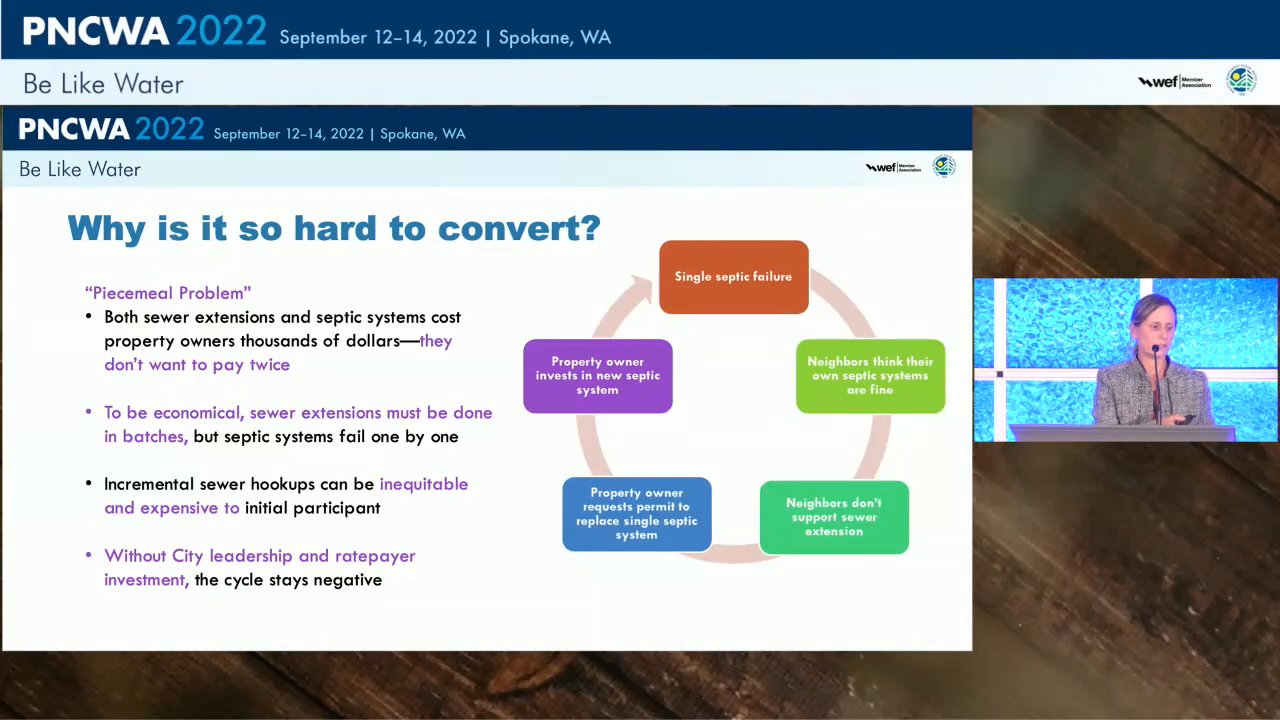 PNCWA 2022 September 12–14, 2022 | Spokane, WA
Be Like Water
wef Member Association
PNCWA 2022 September 12–14, 2022 | Spokane, WA
Be Like Water
wef Member Association
Why is it so hard to convert?
“Piecemeal Problem”
• Both sewer extensions and septic systems cost
property owners thousands of dollars—they
don’t want to pay twice
• To be economical, sewer extensions must be done
in batches, but septic systems fail one by one
• Incremental sewer hookups can be inequitable
and expensive to initial participant
• Without City leadership and ratepayer
investment, the cycle stays negative
Single septic failure
Neighbors think their
own septic systems
are fine
Neighbors don't
support sewer
extension
Property owner
requests permit to
replace single septic
system
Property owner
invests in new septic
system